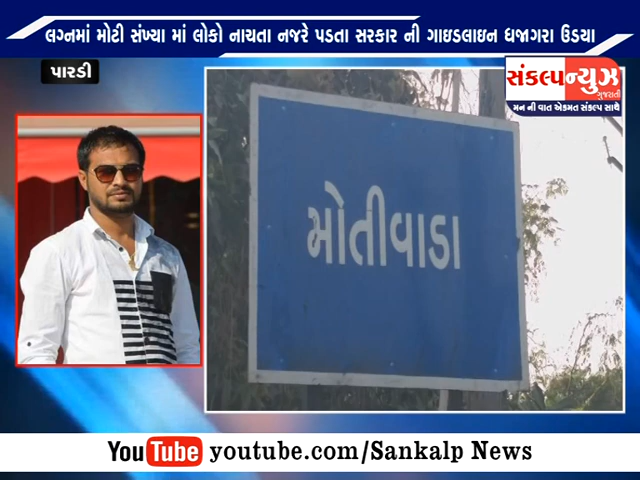 લગ્નમાં મોટી સંખ્યા માં લોકો નાચતા નજરે પડતા સરકાર ની ગાઇડલાઇન ધજાગરા ઉડયા
પારડી
સંકલ્પન્યુઝ
ગુજરાતી
મન ની વાત એકમત સંકલ્પ સાથે
મોતીવાડા
YouTube youtube.com/Sankalp News